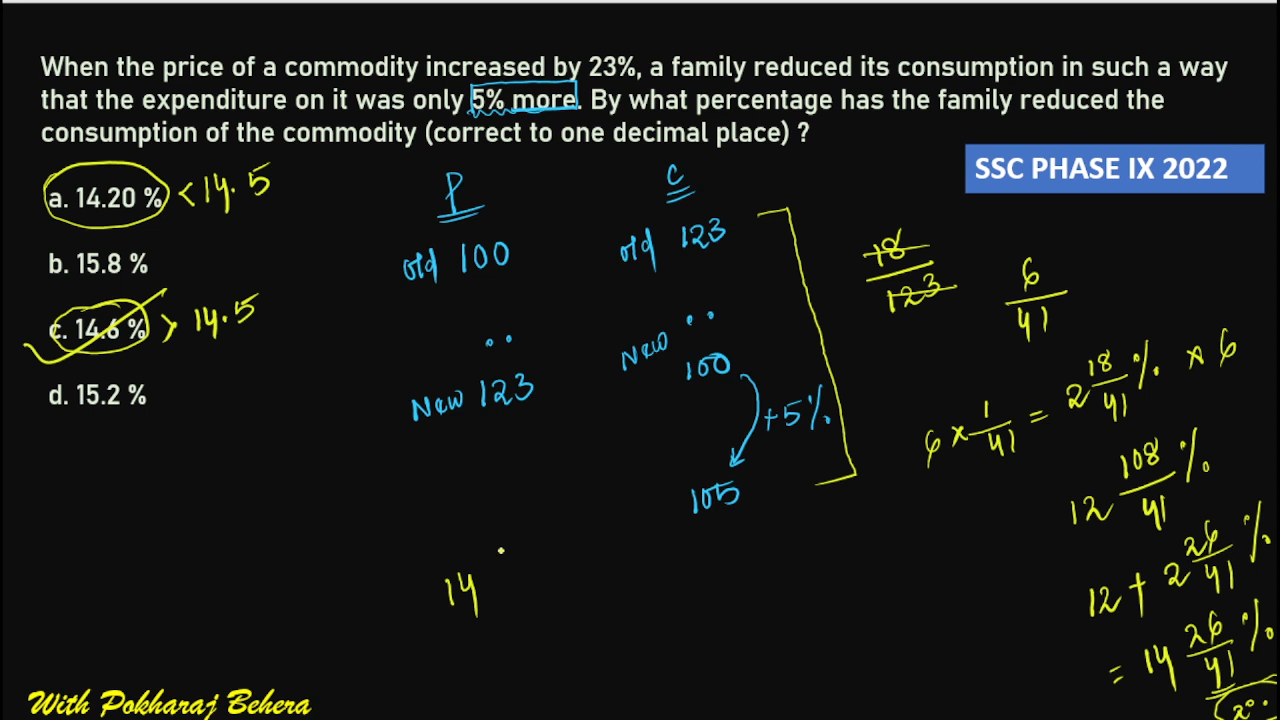 When the price of a commodity increased by 23%, a family reduced its consumption in such a way
that the expenditure on it was only 5% more. By what percentage has the family reduced the
consumption of the commodity (correct to one decimal place) ?
SSC PHASE IX 2022
a. 14.20 % < 14.5
b. 15.8 %
c. 14.6 % > 14.5
d. 15.2 %
P
old 100
New 123
C
old 123
New 100
+5%
105
18/123
6/41
6 × 1/41 = 2 18/41 % × 6
12 108/41 %
12 + 2 26/41 %
= 14 26/41 %
14
With Pokharaj Behera